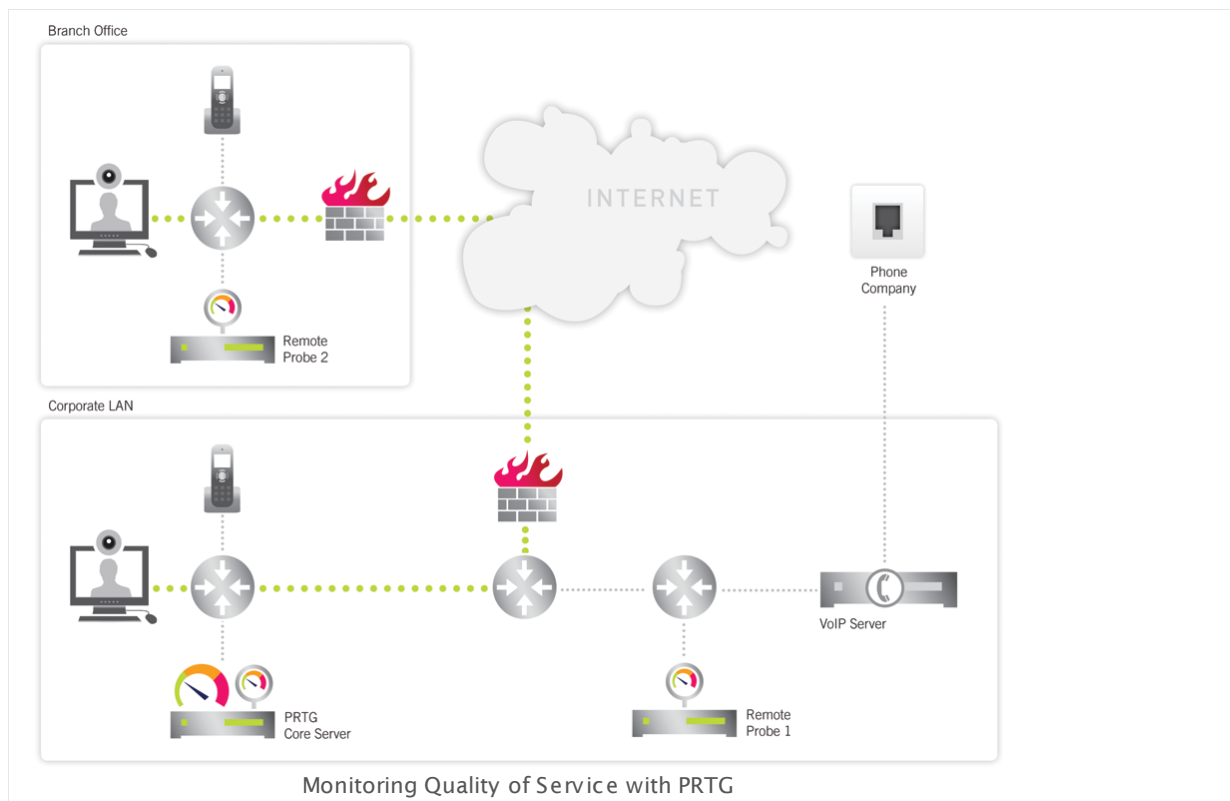 Branch Office
INTERNET
Phone
Company
Remote
Probe 2
Corporate LAN
VoIP Server
PRTG
Core Server
Remote
Probe 1
Monitoring Quality of Service with PRTG